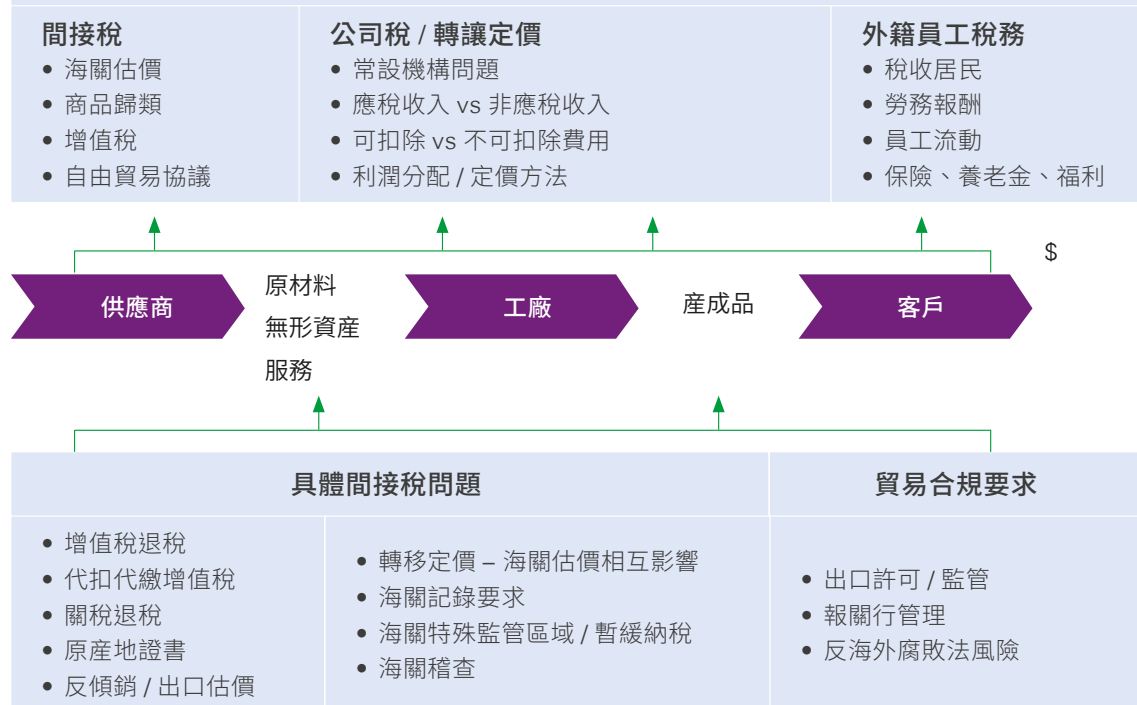 間接稅
• 海關估價
• 商品歸類
• 增值稅
• 自由貿易協議
公司稅 / 轉讓定價
• 常設機構問題
• 應稅收入 vs 非應稅收入
• 可扣除 vs 不可扣除費用
• 利潤分配 / 定價方法
外籍員工稅務
• 稅收居民
• 勞務報酬
• 員工流動
• 保險、養老金、福利
$
供應商
原材料
無形資産
服務
工廠
産成品
客戶
具體間接稅問題
• 增值稅退稅
• 代扣代繳增值稅
• 關稅退稅
• 原産地證書
• 反傾銷 / 出口估價
• 轉移定價 – 海關估價相互影響
• 海關記錄要求
• 海關特殊監管區域 / 暫緩納稅
• 海關稽查
貿易合規要求
• 出口許可 / 監管
• 報關行管理
• 反海外腐敗法風險